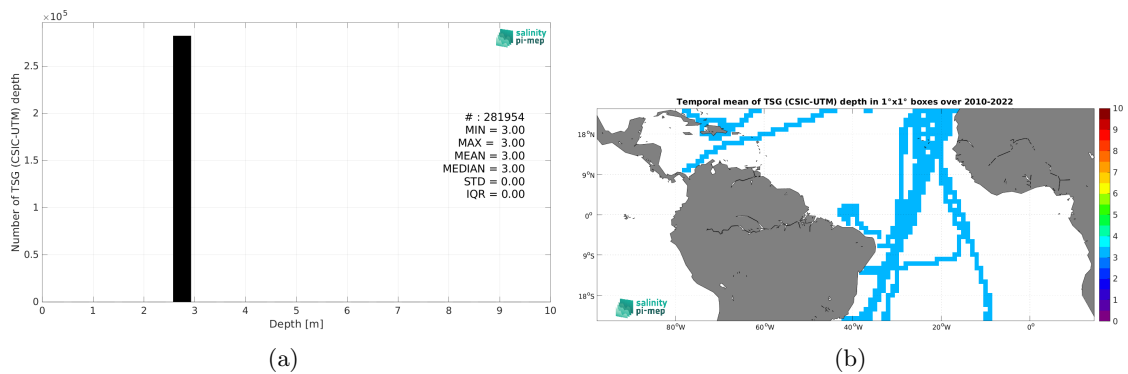 ×10⁵
2.5
2
1.5
1
0.5
0
Number of TSG (CSIC-UTM) depth
salinity
pi-mep
# : 281954
MIN = 3.00
MAX = 3.00
MEAN = 3.00
MEDIAN = 3.00
STD = 0.00
IQR = 0.00
0 1 2 3 4 5 6 7 8 9 10
Depth [m]
(a)
Temporal mean of TSG (CSIC-UTM) depth in 1°x1° boxes over 2010-2022
18°N
9°N
0°
9°S
18°S
salinity
pi-mep
80°W 60°W 40°W 20°W 0°
10
9
8
7
6
5
4
3
2
1
0
(b)